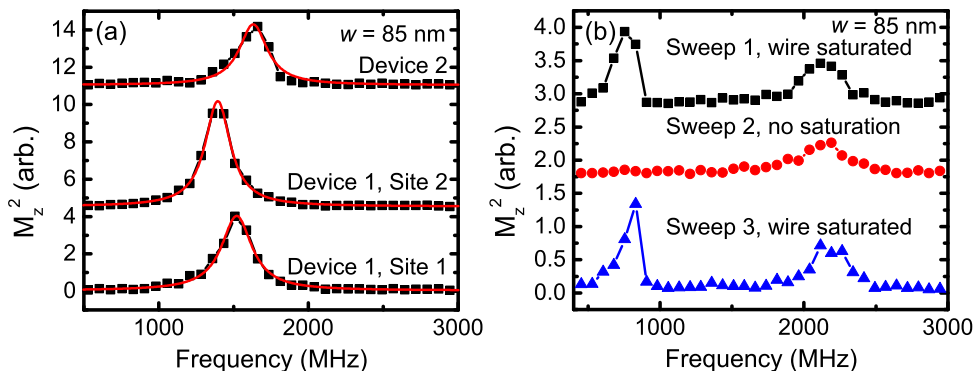 (a)
w = 85 nm
Device 2
Device 1, Site 2
Device 1, Site 1
14
12
10
8
6
4
2
0
M_z^2 (arb.)
1000
2000
3000
Frequency (MHz)
(b)
w = 85 nm
Sweep 1, wire saturated
Sweep 2, no saturation
Sweep 3, wire saturated
4.0
3.5
3.0
2.5
2.0
1.5
1.0
0.5
0.0
M_z^2 (arb.)
1000
2000
3000
Frequency (MHz)